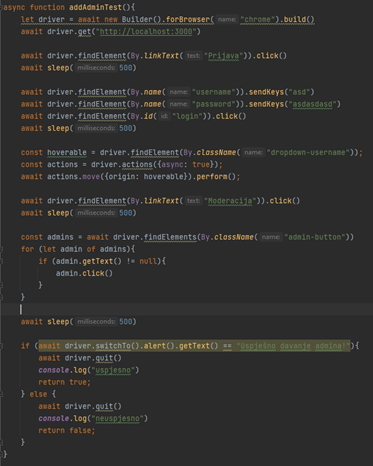 async function addAdminTest(){
let driver = await new Builder().forBrowser( name: "chrome").build()
await driver.get("http://localhost:3000")
await driver.findElement(By.linkText( text: "Prijava")).click()
await sleep( milliseconds: 500)
await driver.findElement(By.name( name: "username")).sendKeys("asd")
await driver.findElement(By.name( name: "password")).sendKeys("asdasdasd")
await driver.findElement(By.id( id: "login")).click()
await sleep( milliseconds: 500)
const hoverable = driver.findElement(By.className( name: "dropdown-username"));
const actions = driver.actions({async: true});
await actions.move({origin: hoverable}).perform();
await driver.findElement(By.linkText( text: "Moderacija")).click()
await sleep( milliseconds: 500)
const admins = await driver.findElements(By.className( name: "admin-button"))
for (let admin of admins){
if (admin.getText() != null){
admin.click()
}
}
await sleep( milliseconds: 500)
if (await driver.switchTo().alert().getText() == "Uspješno davanje admina!"){
await driver.quit()
console.log("uspjesno")
return true;
} else {
await driver.quit()
console.log("neuspjesno")
return false;
}
}